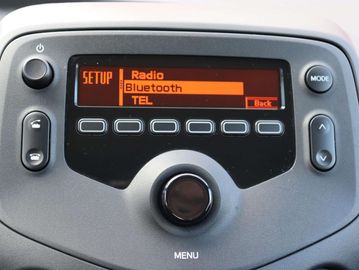 SETUP
Radio
Bluetooth
TEL
Back
MODE
MENU